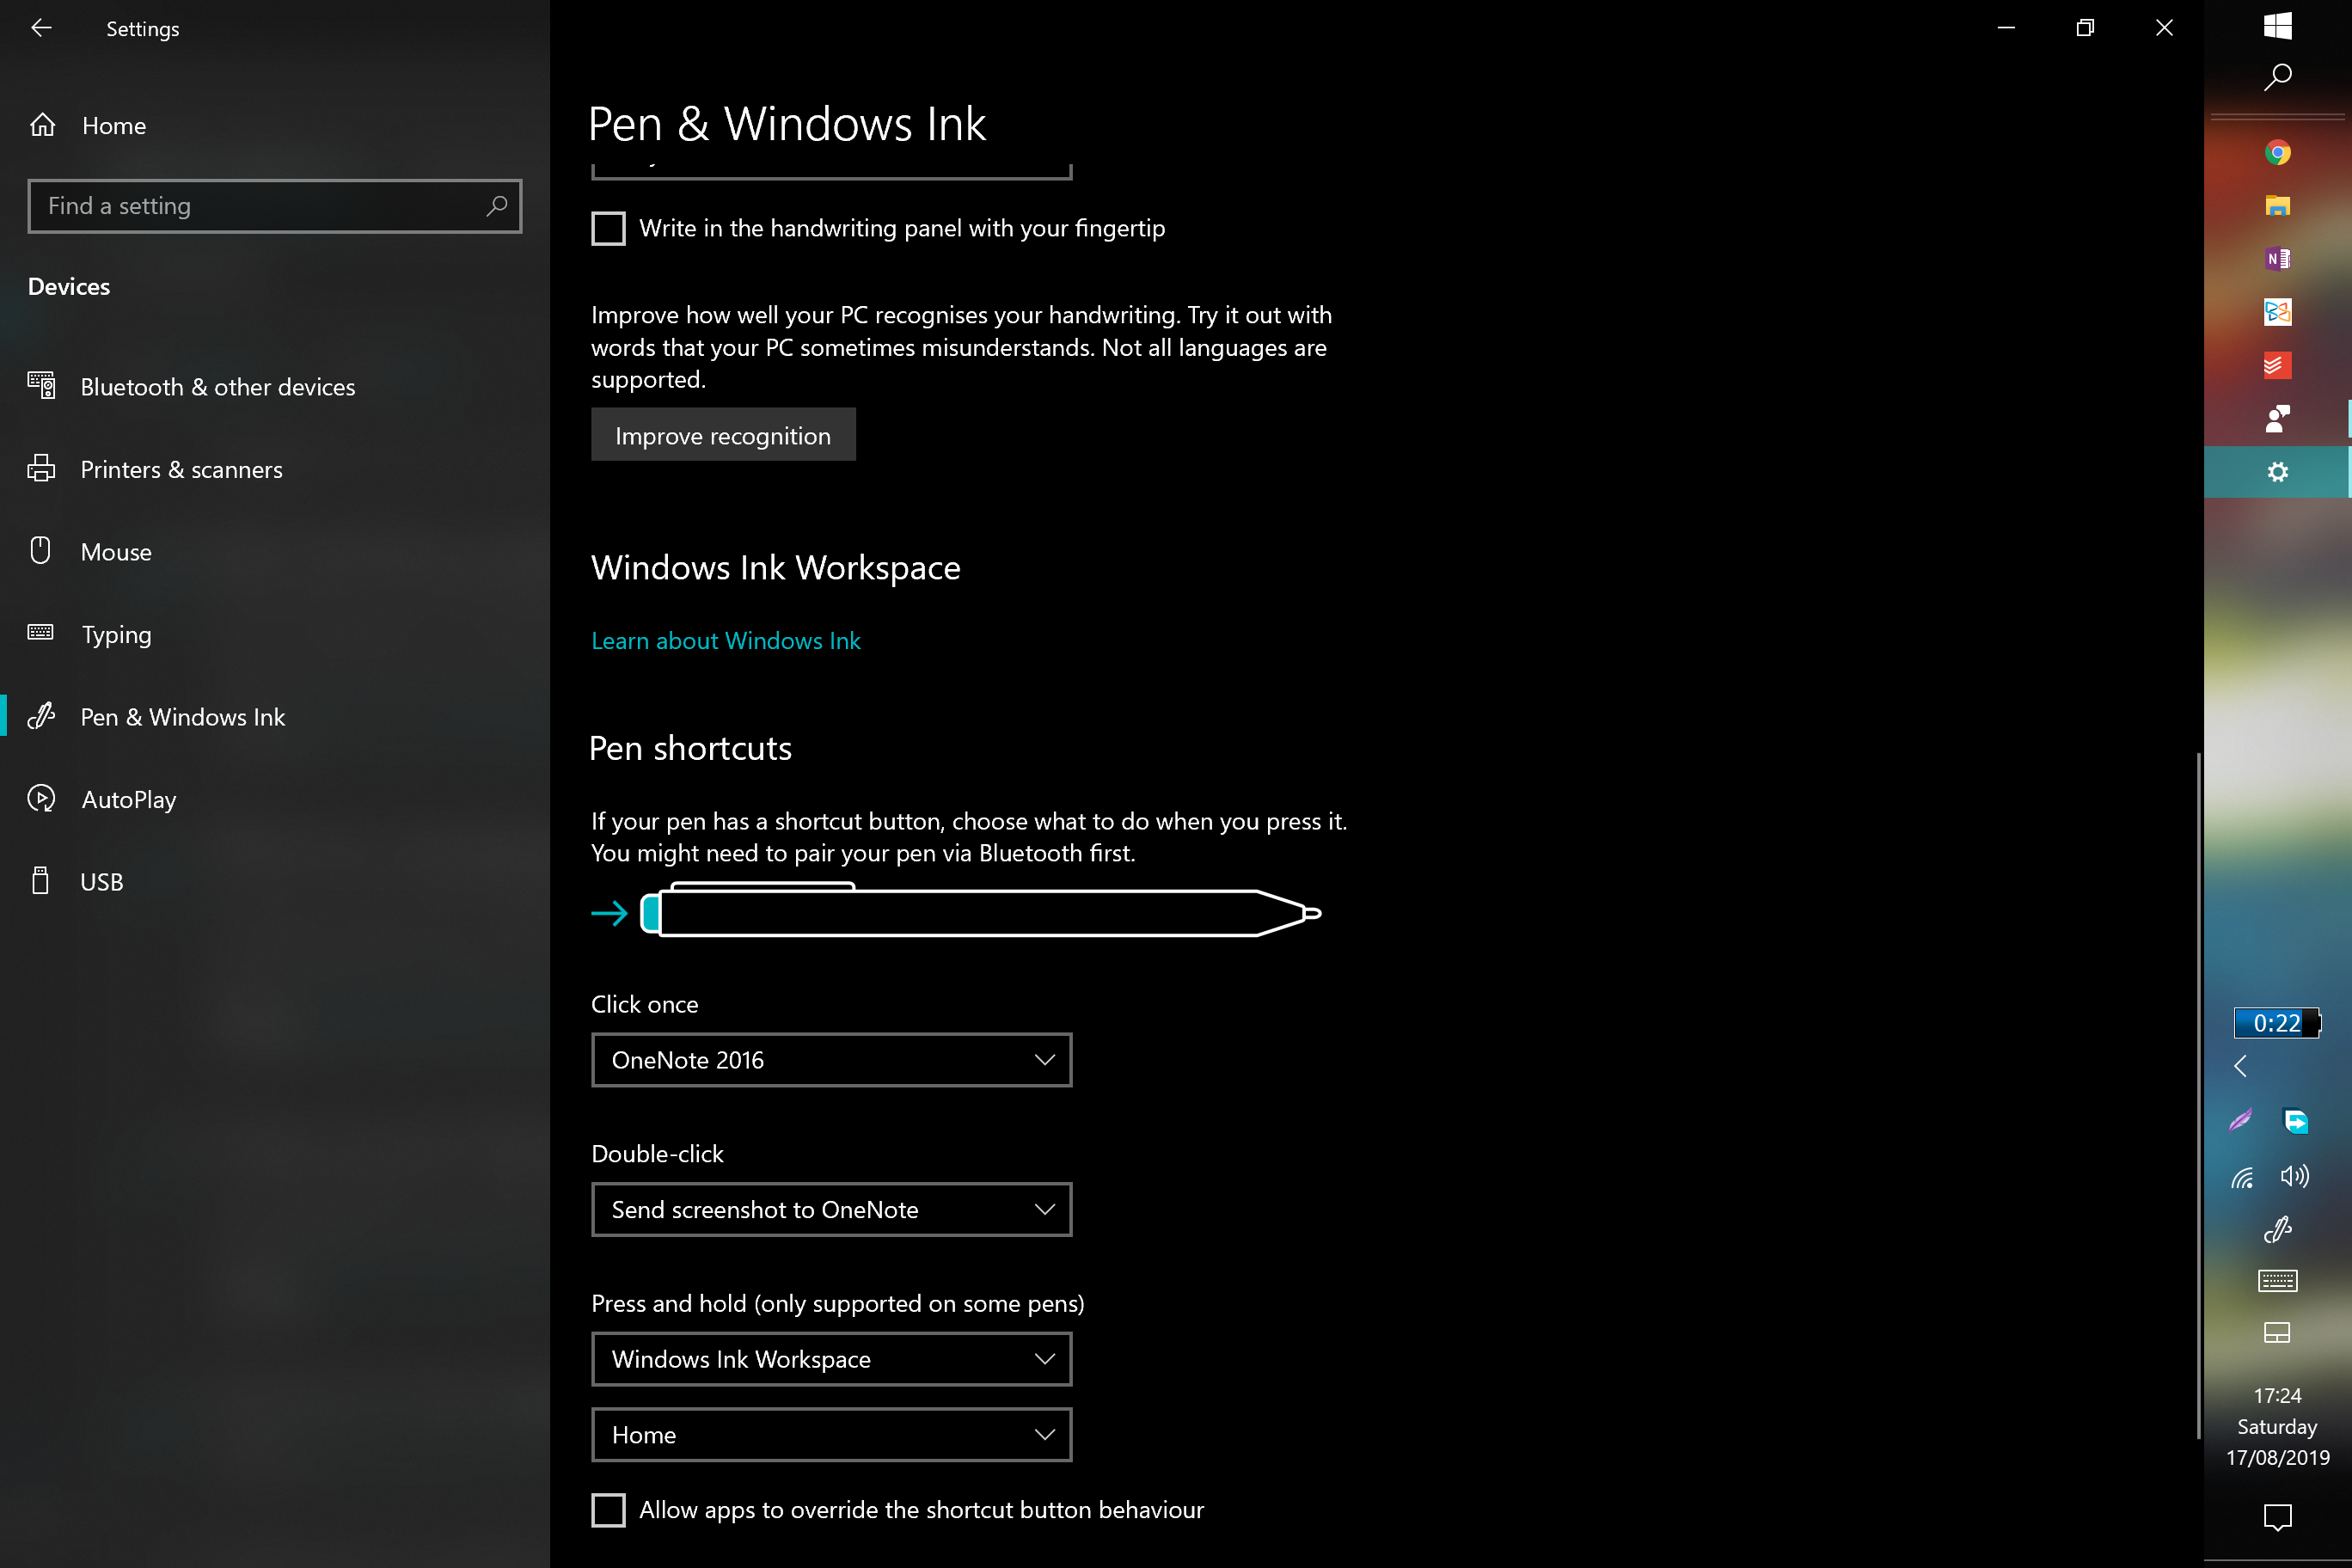 Settings
Home
Find a setting
Devices
Bluetooth & other devices
Printers & scanners
Mouse
Typing
Pen & Windows Ink
AutoPlay
USB
Pen & Windows Ink
Write in the handwriting panel with your fingertip
Improve how well your PC recognises your handwriting. Try it out with
words that your PC sometimes misunderstands. Not all languages are
supported.
Improve recognition
Windows Ink Workspace
Learn about Windows Ink
Pen shortcuts
If your pen has a shortcut button, choose what to do when you press it.
You might need to pair your pen via Bluetooth first.
Click once
OneNote 2016
Double-click
Send screenshot to OneNote
Press and hold (only supported on some pens)
Windows Ink Workspace
Home
Allow apps to override the shortcut button behaviour
N
0:22
17:24
Saturday
17/08/2019